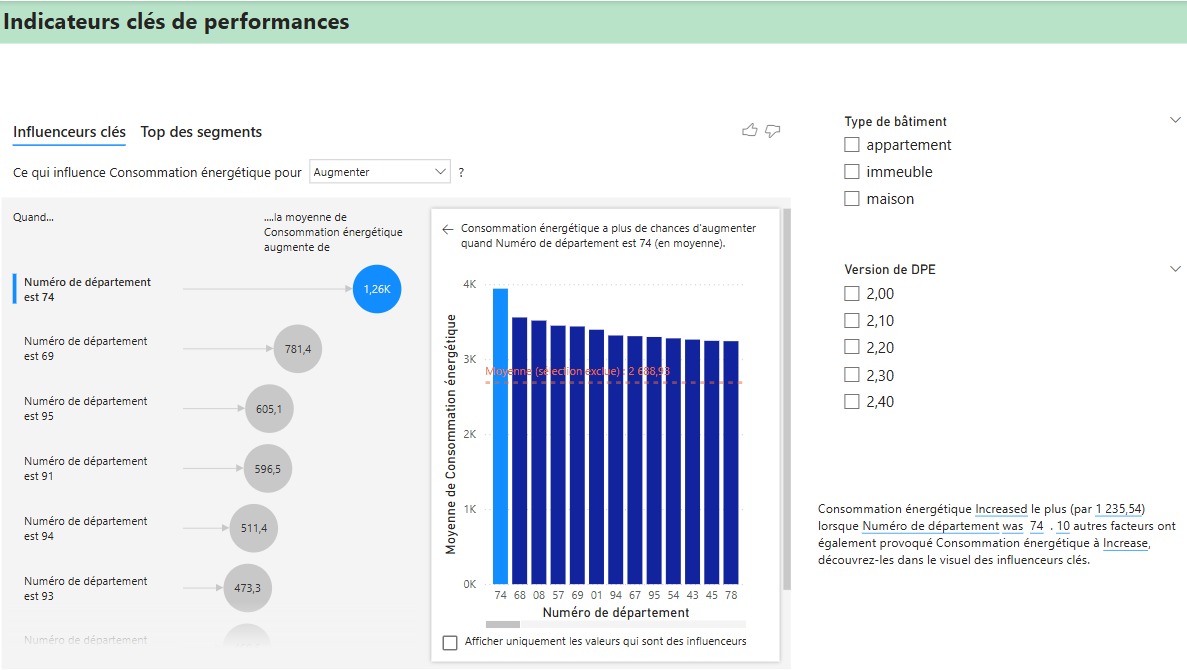 Indicateurs clés de performances
Influenceurs clés Top des segments
Ce qui influence Consommation énergétique pour Augmenter ?
Quand...
....la moyenne de
Consommation énergétique
augmente de
Numéro de département
est 74
1,26K
Numéro de département
est 69
781,4
Numéro de département
est 95
605,1
Numéro de département
est 91
596,5
Numéro de département
est 94
511,4
Numéro de département
est 93
473,3
Numéro de département
Consommation énergétique a plus de chances d'augmenter
quand Numéro de département est 74 (en moyenne).
Moyenne de Consommation énergétique
4K
3K
2K
1K
0K
Moyenne (sélection exclue) : 2 688,93
74 68 08 57 69 01 94 67 95 54 43 45 78
Numéro de département
Afficher uniquement les valeurs qui sont des influenceurs
Type de bâtiment
appartement
immeuble
maison
Version de DPE
2,00
2,10
2,20
2,30
2,40
Consommation énergétique Increased le plus (par 1 235,54)
lorsque Numéro de département was 74 . 10 autres facteurs ont
également provoqué Consommation énergétique à Increase,
découvrez-les dans le visuel des influenceurs clés.